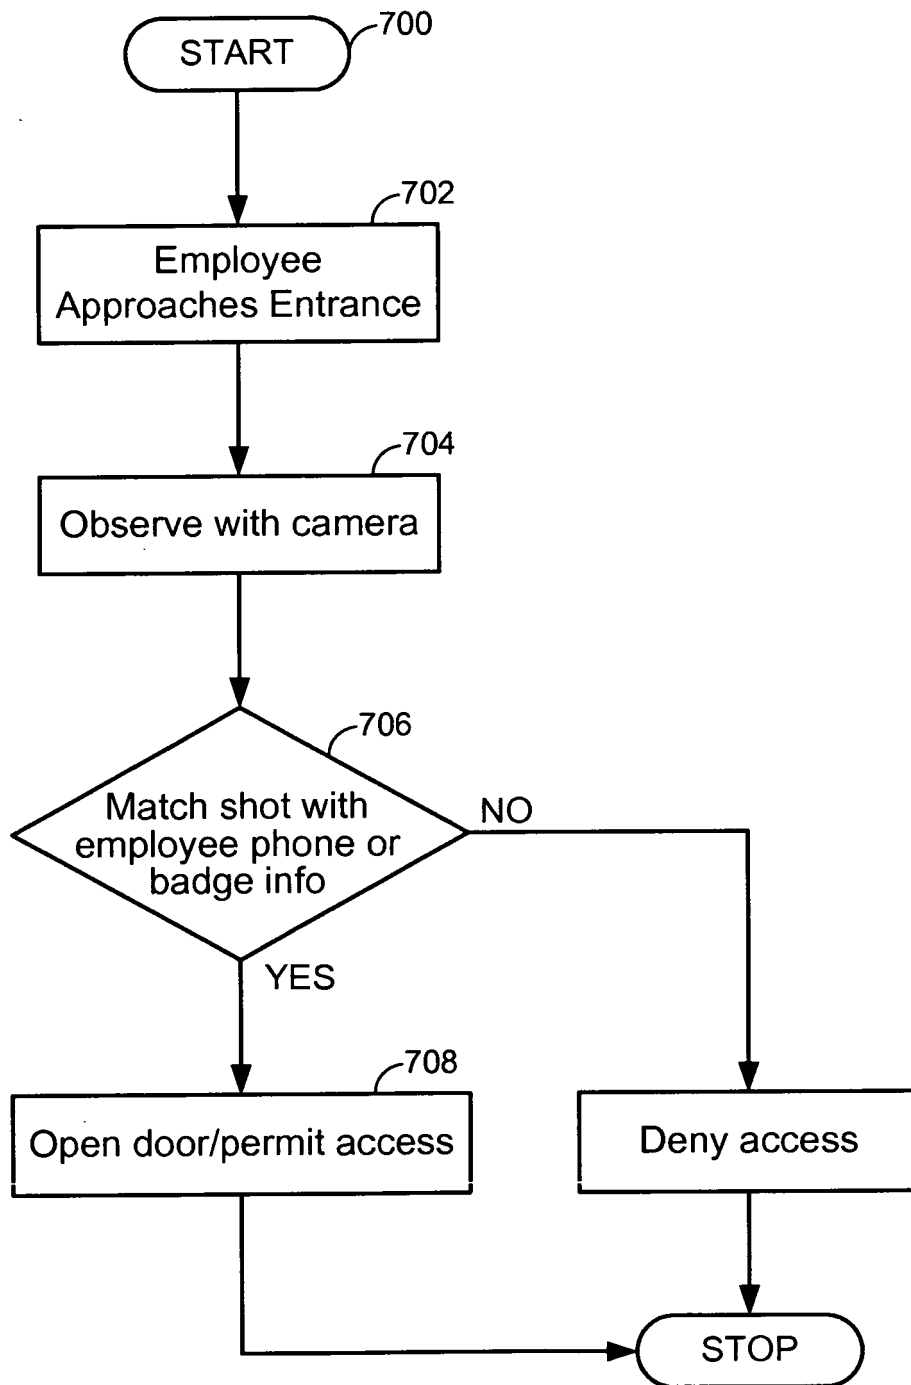 START
700
702
Employee
Approaches Entrance
704
Observe with camera
706
Match shot with
employee phone or
badge info
NO
YES
708
Open door/permit access
Deny access
STOP